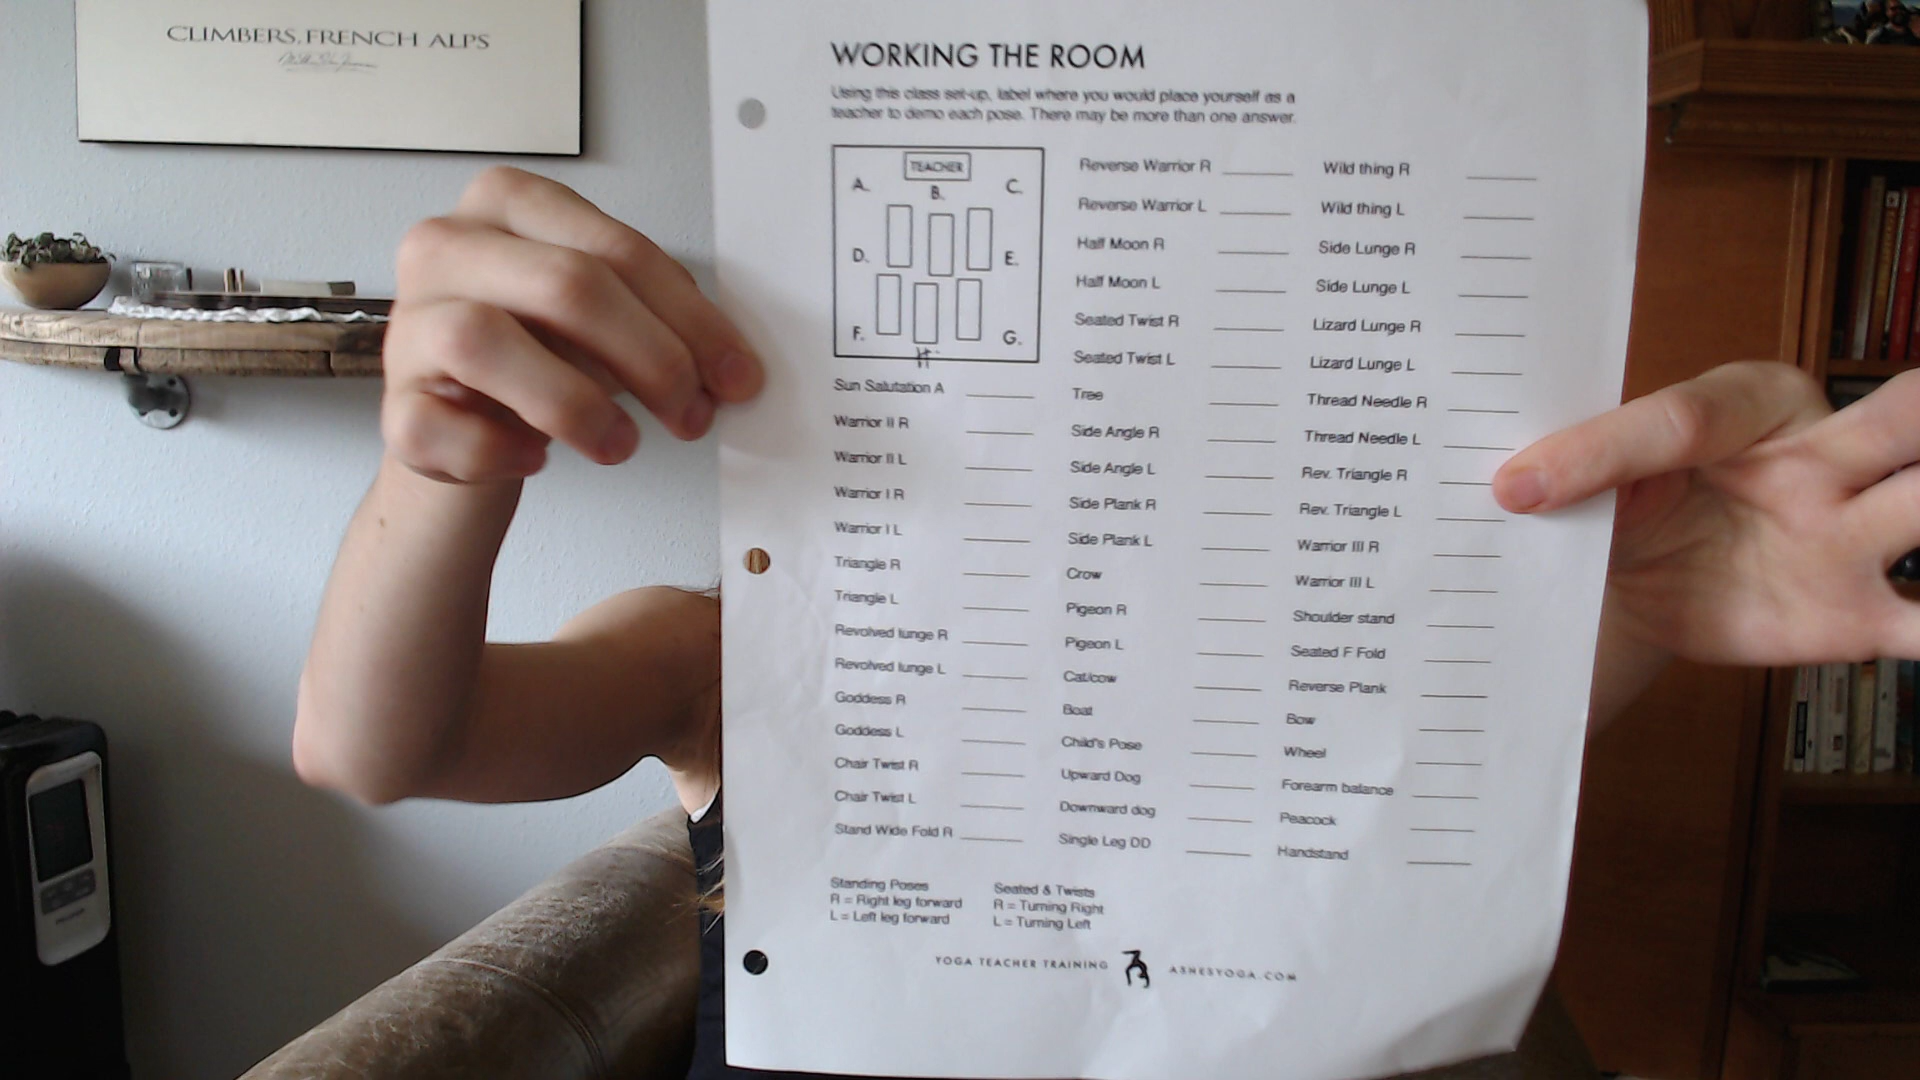 CLIMBERS, FRENCH ALPS
WORKING THE ROOM
Using this class set-up, label where you would place yourself as a
teacher to demo each pose. There may be more than one answer.
TEACHER
A.
B.
C.
D.
E.
F.
G.
H.
Sun Salutation A
Warrior II R
Warrior II L
Warrior I R
Warrior I L
Triangle R
Triangle L
Revolved lunge R
Revolved lunge L
Goddess R
Goddess L
Chair Twist R
Chair Twist L
Stand Wide Fold R
Reverse Warrior R
Reverse Warrior L
Half Moon R
Half Moon L
Seated Twist R
Seated Twist L
Tree
Side Angle R
Side Angle L
Side Plank R
Side Plank L
Crow
Pigeon R
Pigeon L
Cat/cow
Boat
Child's Pose
Upward Dog
Downward dog
Single Leg DD
Wild thing R
Wild thing L
Side Lunge R
Side Lunge L
Lizard Lunge R
Lizard Lunge L
Thread Needle R
Thread Needle L
Rev. Triangle R
Rev. Triangle L
Warrior III R
Warrior III L
Shoulder stand
Seated F Fold
Reverse Plank
Bow
Wheel
Forearm balance
Peacock
Handstand
Standing Poses
R = Right leg forward
L = Left leg forward
Seated & Twists
R = Turning Right
L = Turning Left
YOGA TEACHER TRAINING
ASHESYOGA.COM